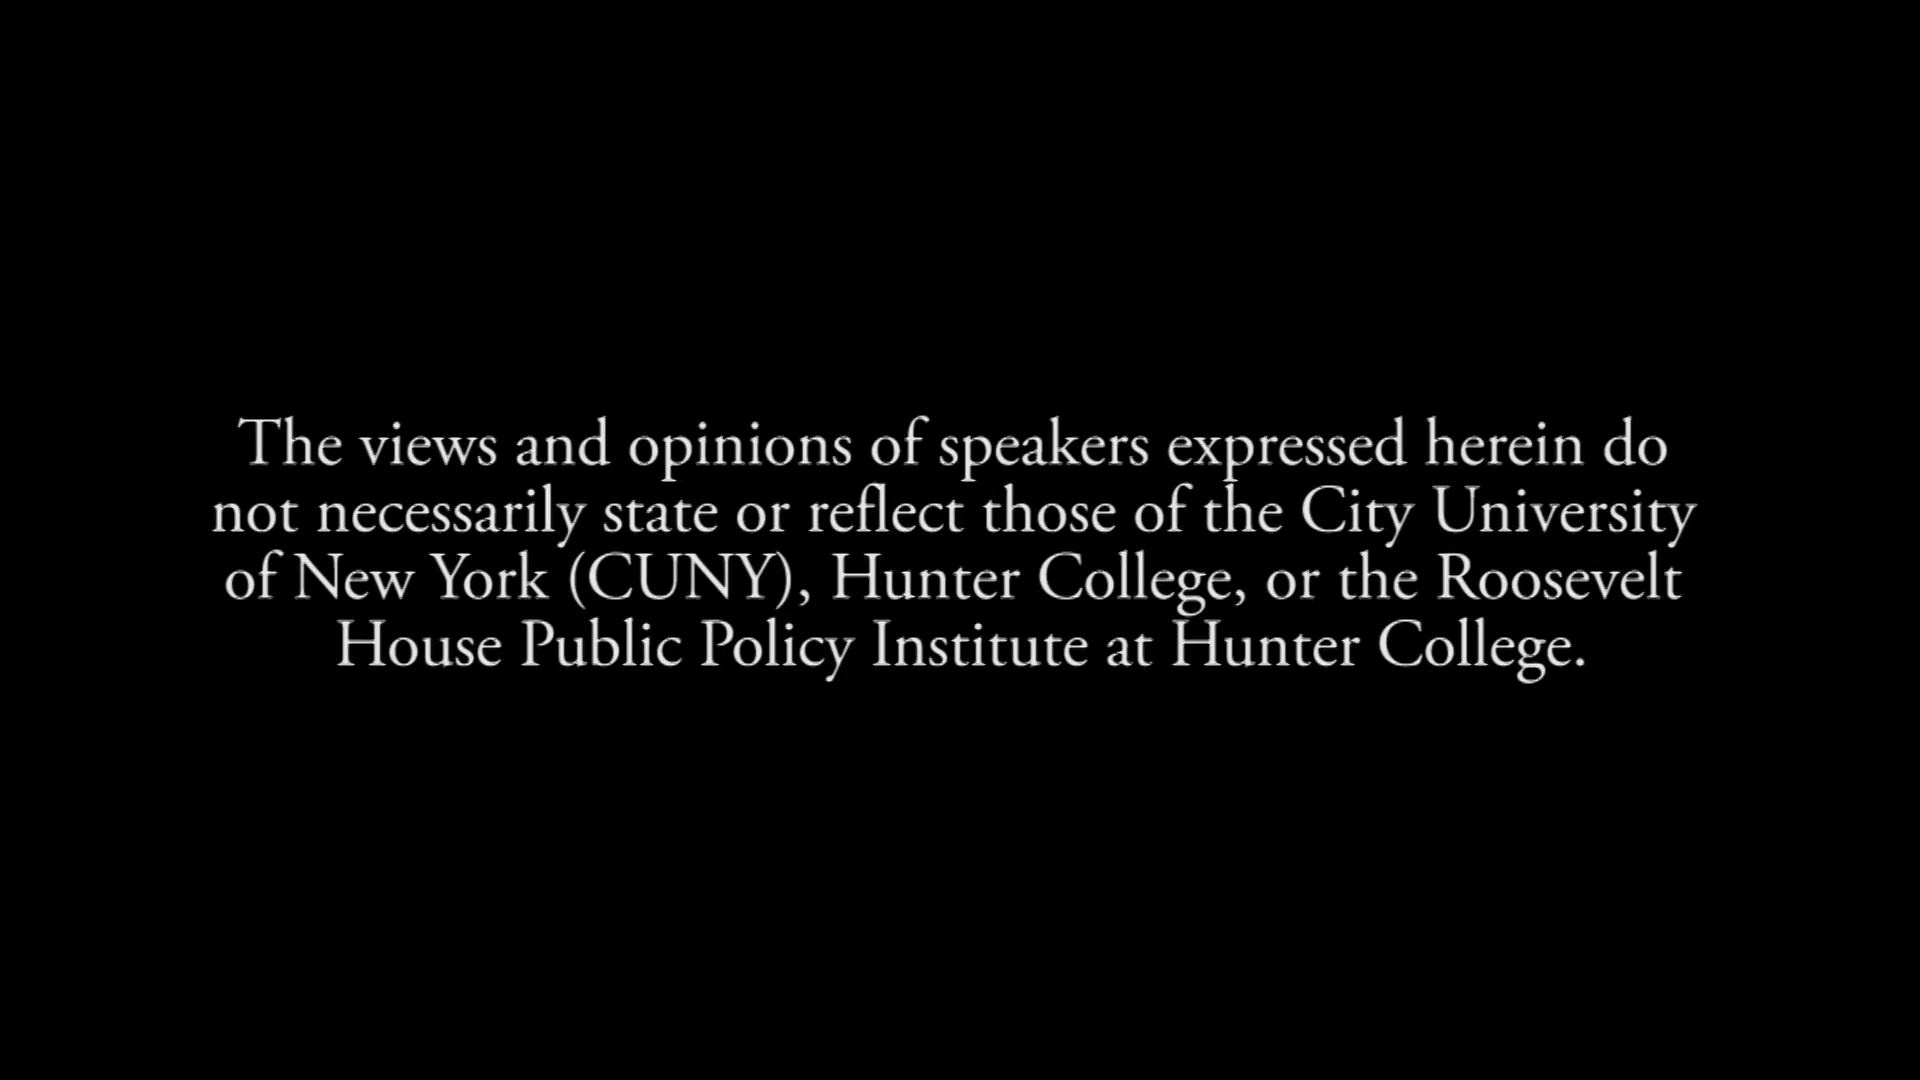 The views and opinions of speakers expressed herein do
not necessarily state or reflect those of the City University
of New York (CUNY), Hunter College, or the Roosevelt
House Public Policy Institute at Hunter College.